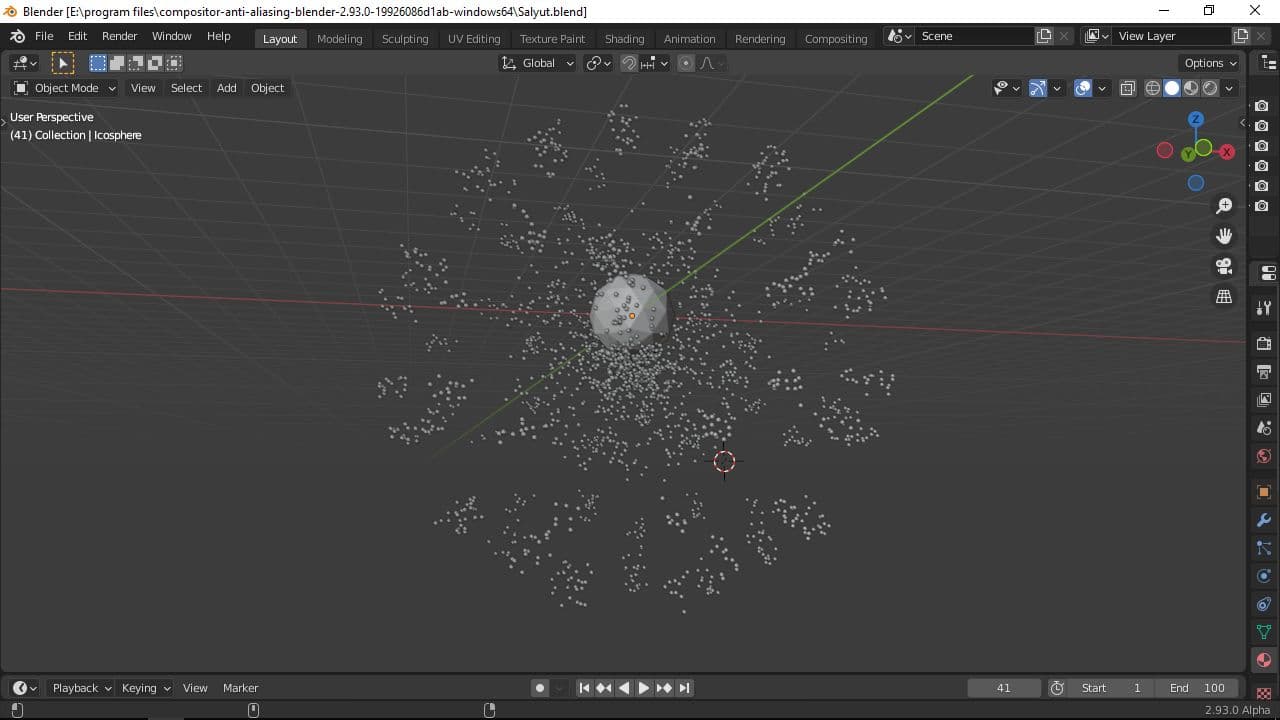 Blender [E:\program files\compositor-anti-aliasing-blender-2.93.0-19926086d1ab-windows64\Salyut.blend]
File Edit Render Window Help Layout Modeling Sculpting UV Editing Texture Paint Shading Animation Rendering Compositing Scene View Layer
Global Options
Object Mode View Select Add Object
User Perspective
(41) Collection | Icosphere
Z
Y X
Playback Keying View Marker 41 Start 1 End 100
2.93.0 Alpha